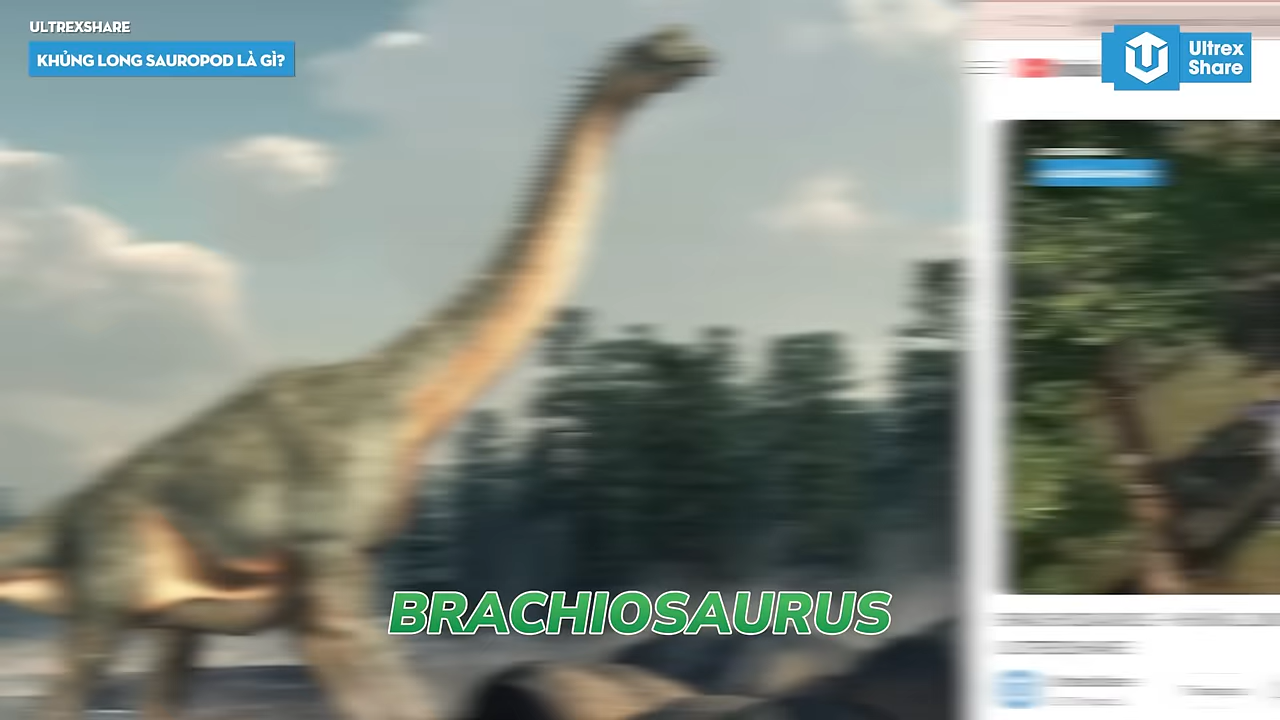 ULTREXSHARE
KHỦNG LONG SAUROPOD LÀ GÌ?
Ultrex
Share
BRACHIOSAURUS